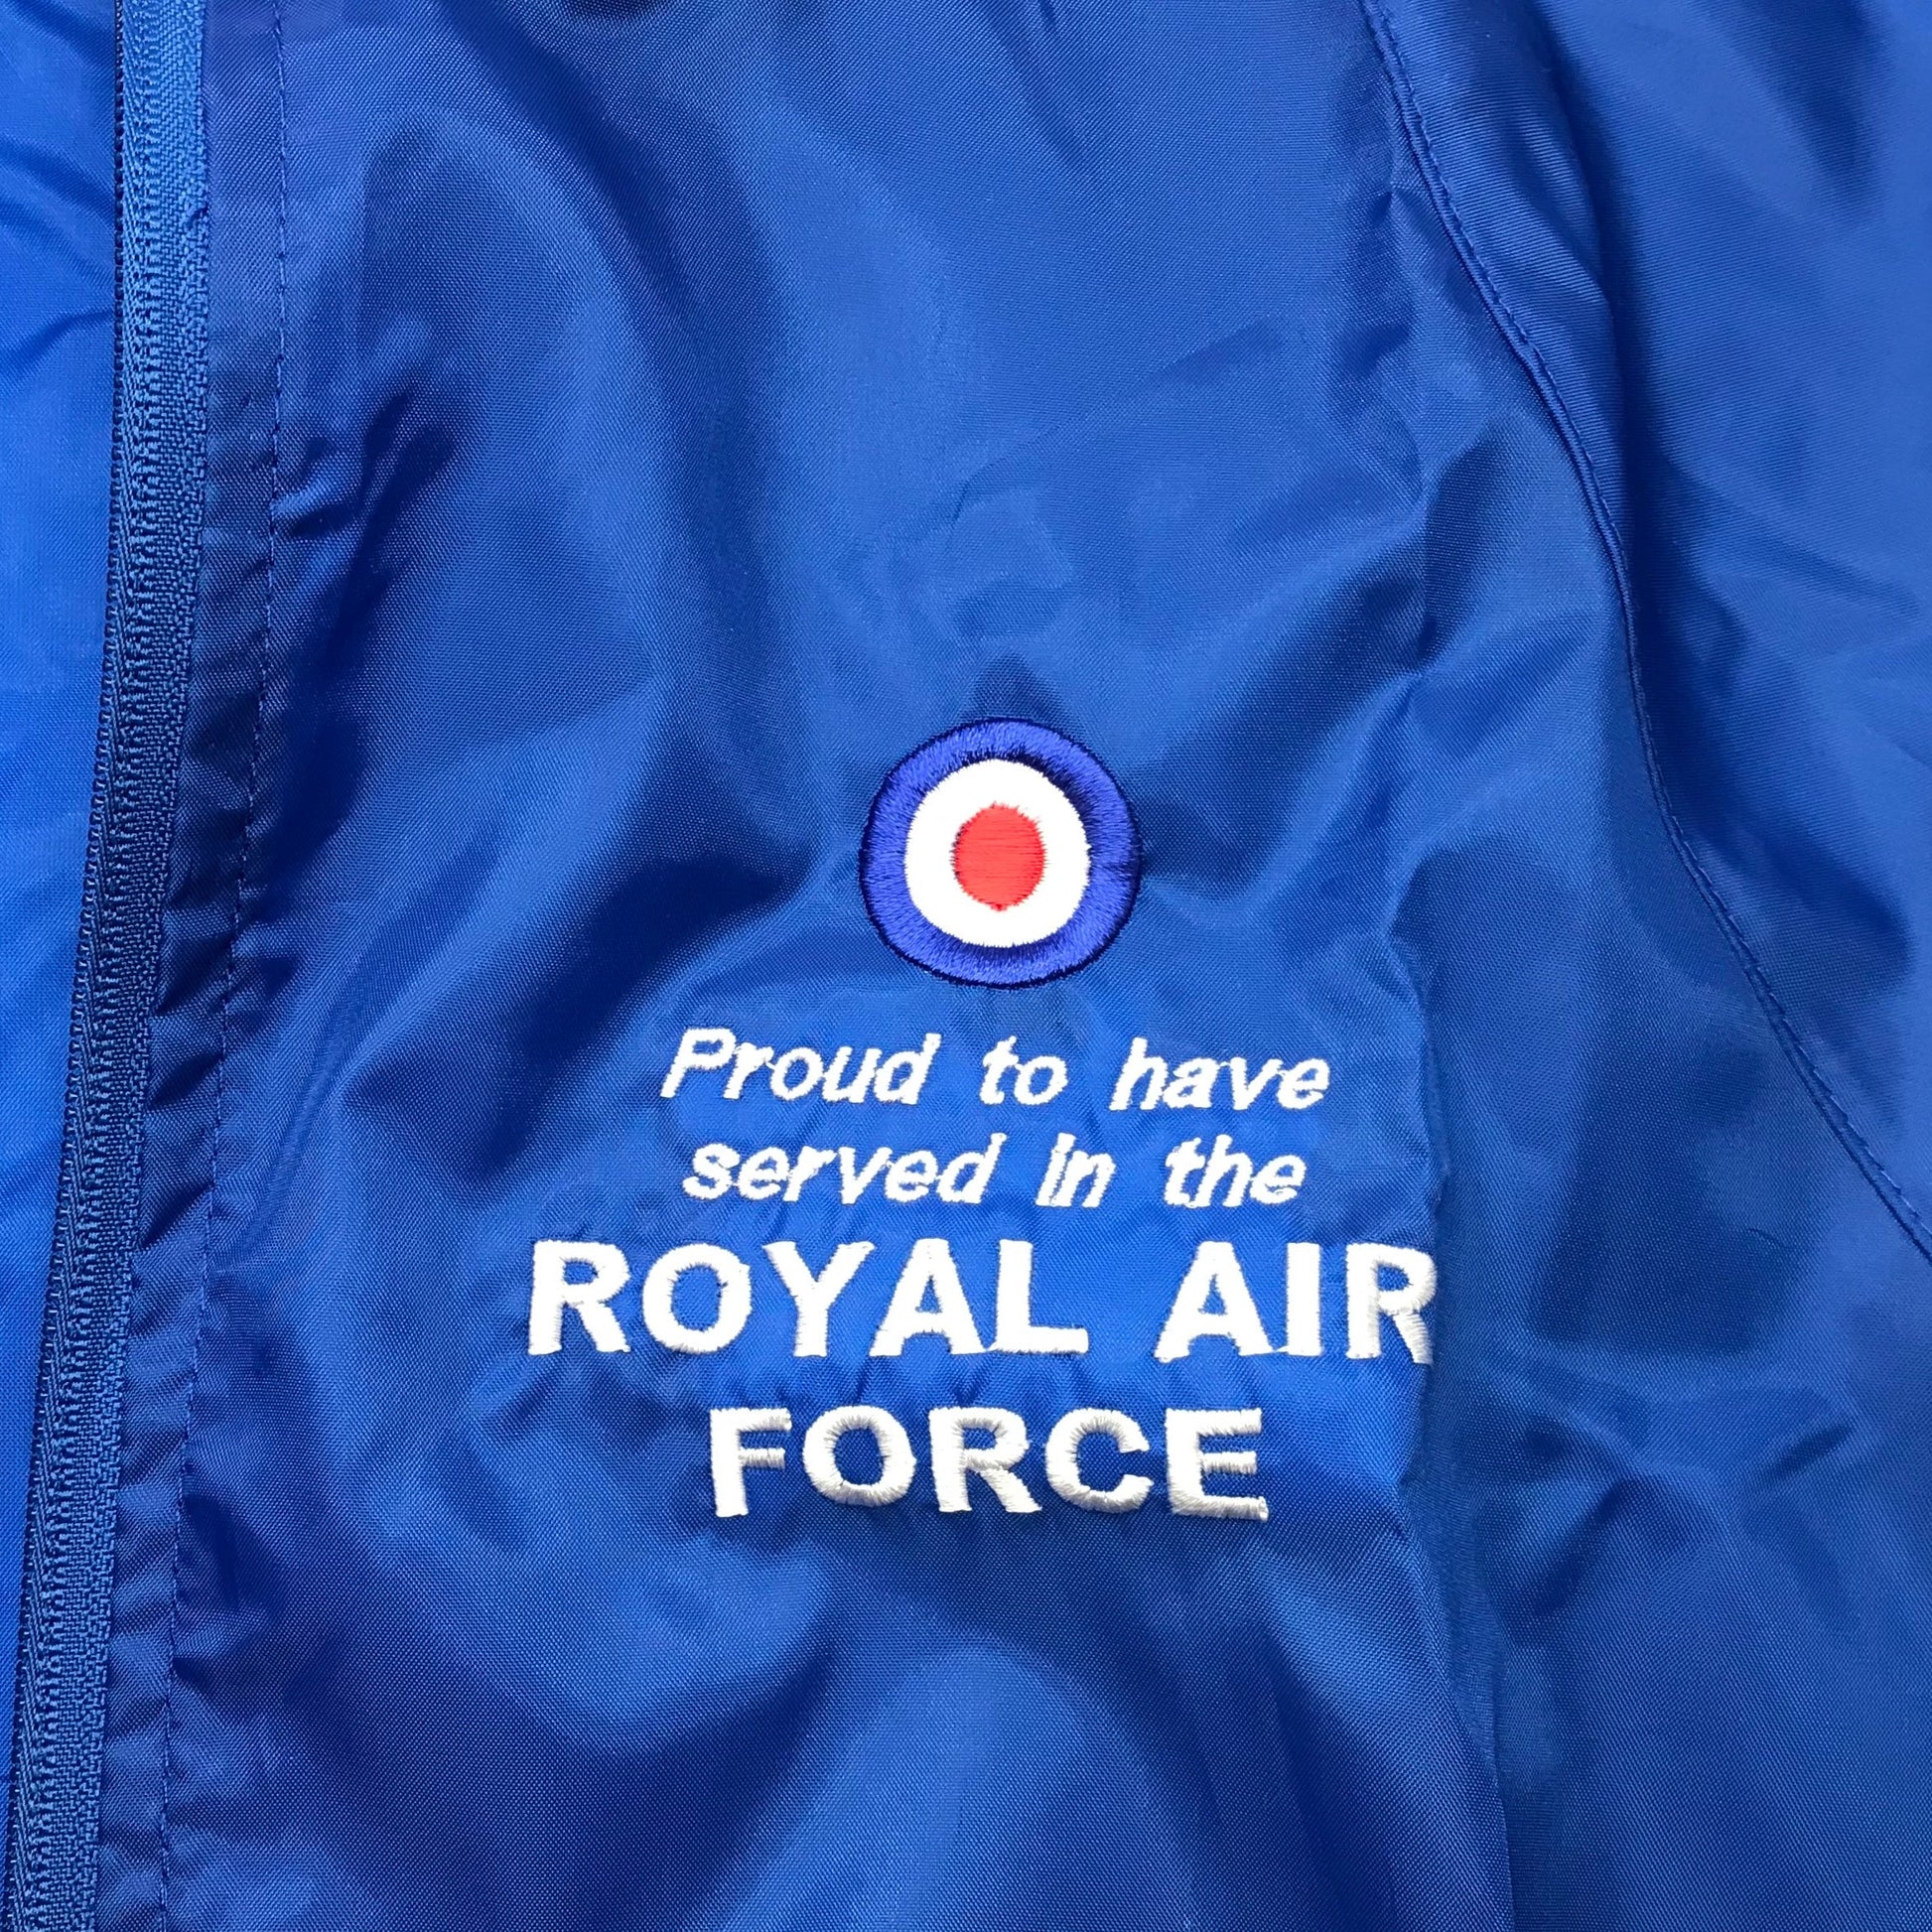 Proud to have
served in the
ROYAL AIR
FORCE